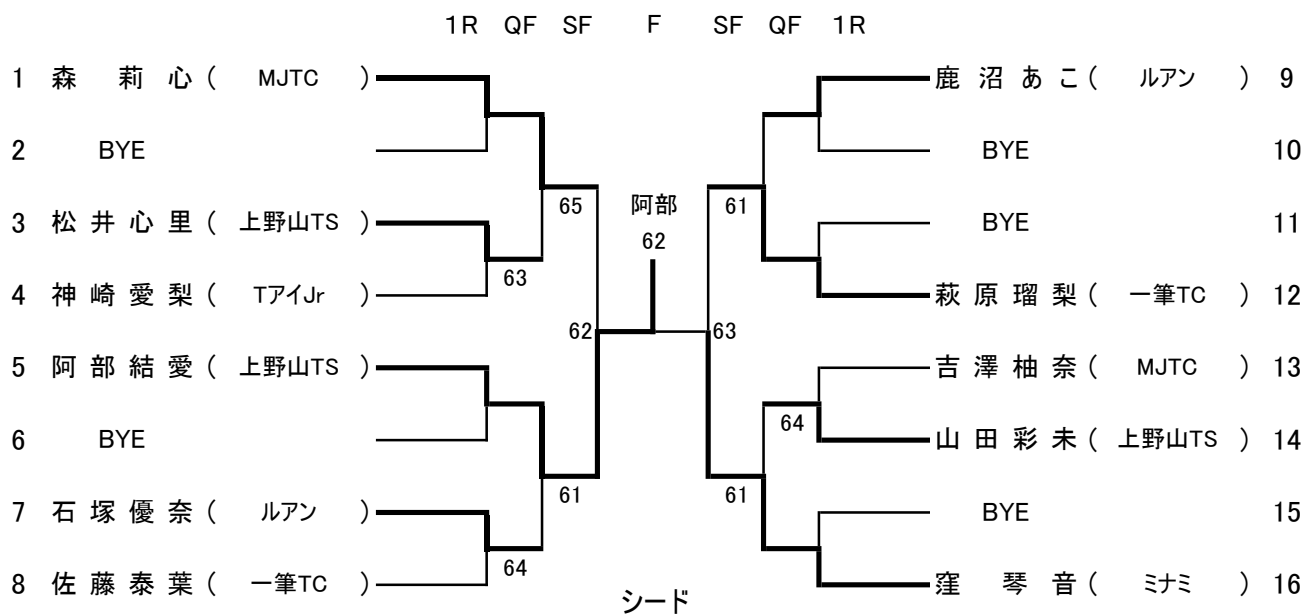 1R QF SF F SF QF 1R
1 森 莉 心 ( MJTC ) 鹿 沼 あ こ ( ルアン ) 9
2 BYE BYE 10
65 阿部 61
3 松 井 心 里 ( 上野山TS ) BYE 11
62
63
4 神 崎 愛 梨 ( TアイJr ) 萩 原 瑠 梨 ( 一筆TC ) 12
62 63
5 阿 部 結 愛 ( 上野山TS ) 吉 澤 柚 奈 ( MJTC ) 13
64
6 BYE 山 田 彩 未 ( 上野山TS ) 14
61 61
7 石 塚 優 奈 ( ルアン ) BYE 15
64
8 佐 藤 泰 葉 ( 一筆TC ) 窪 琴 音 ( ミナミ ) 16
シード